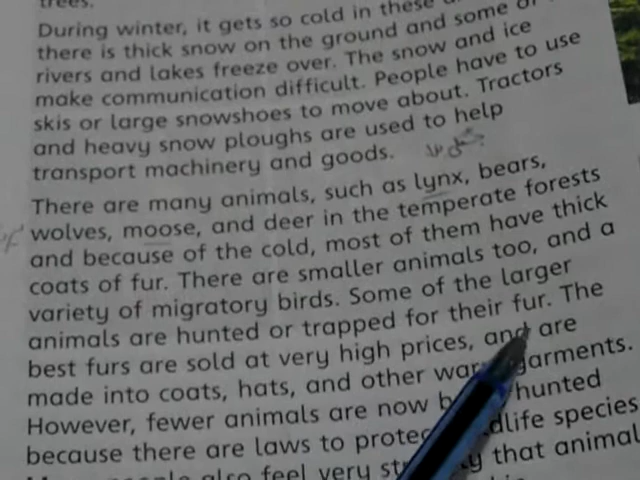 trees.
During winter, it gets so cold in these
there is thick snow on the ground and some of
rivers and lakes freeze over. The snow and ice
make communication difficult. People have to use
skis or large snowshoes to move about. Tractors
and heavy snow ploughs are used to help
transport machinery and goods.
There are many animals, such as lynx, bears,
wolves, moose, and deer in the temperate forests
and because of the cold, most of them have thick
coats of fur. There are smaller animals too, and a
variety of migratory birds. Some of the larger
animals are hunted or trapped for their fur. The
best furs are sold at very high prices, and are
made into coats, hats, and other garments.
However, fewer animals are now hunted
because there are laws to species
people also feel very that animal